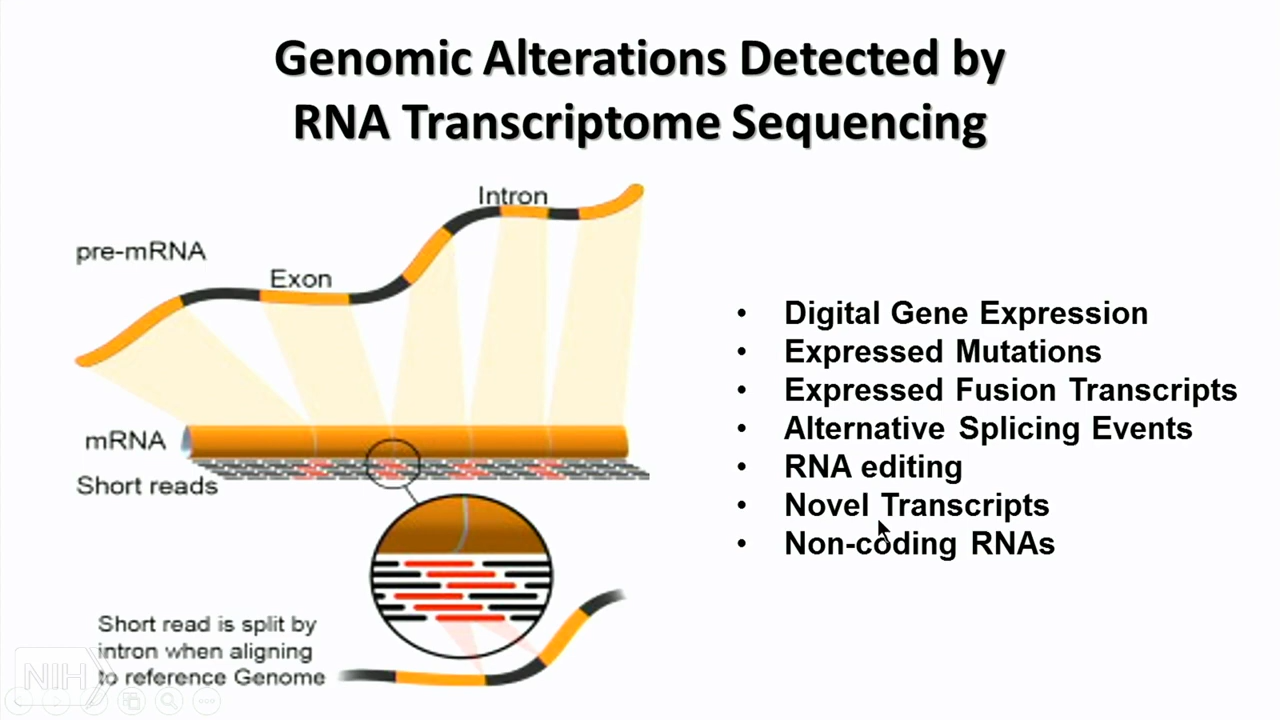 Genomic Alterations Detected by
RNA Transcriptome Sequencing
Intron
pre-mRNA
Exon
mRNA
Short reads
Short read is split by
intron when aligning
to reference Genome
• Digital Gene Expression
• Expressed Mutations
• Expressed Fusion Transcripts
• Alternative Splicing Events
• RNA editing
• Novel Transcripts
• Non-coding RNAs
NIH